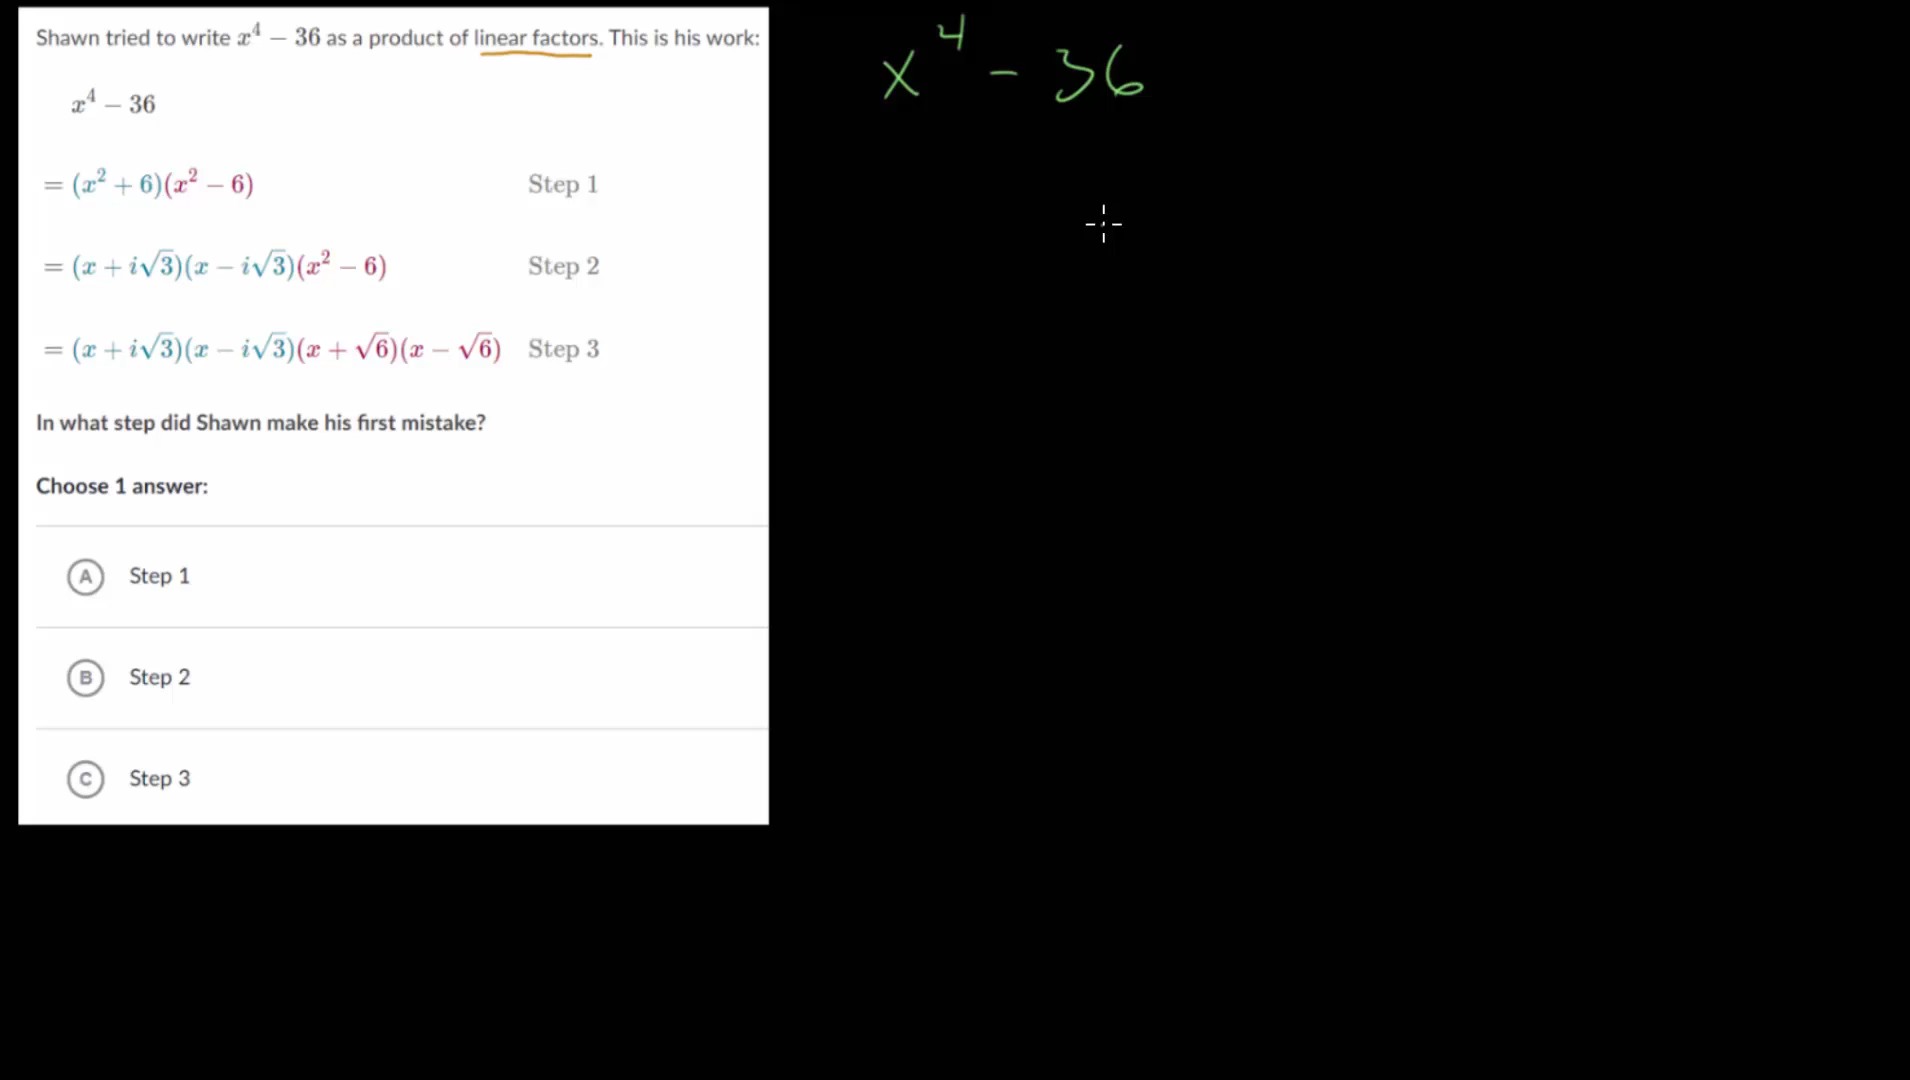 Shawn tried to write x⁴ − 36 as a product of linear factors. This is his work:
x⁴ − 36
= (x² + 6)(x² − 6) Step 1
= (x + i√3)(x − i√3)(x² − 6) Step 2
= (x + i√3)(x − i√3)(x + √6)(x − √6) Step 3
In what step did Shawn make his first mistake?
Choose 1 answer:
A Step 1
B Step 2
C Step 3
x⁴ - 36